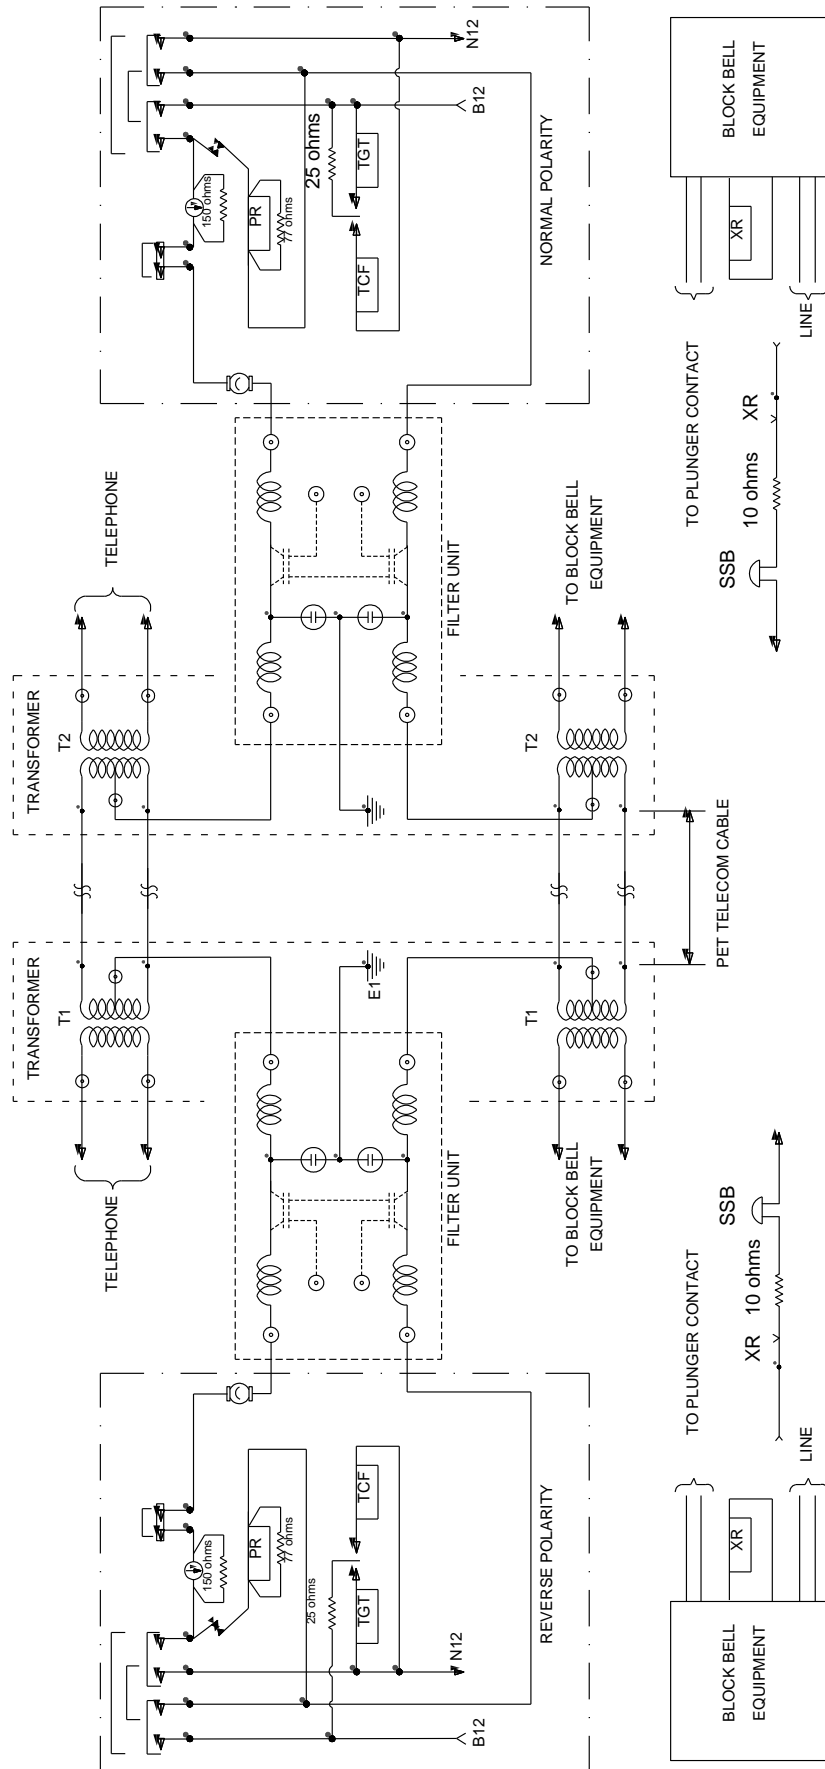 TRANSFORMER
TRANSFORMER
T1
T2
TELEPHONE
TELEPHONE
150 ohms
150 ohms
PR
PR
77 ohms
77 ohms
25 ohms
25 ohms
TGT
TCF
E1
TCF
TGT
N12
B12
FILTER UNIT
FILTER UNIT
B12
N12
T1
T2
REVERSE POLARITY
NORMAL POLARITY
TO BLOCK BELL
EQUIPMENT
TO BLOCK BELL
EQUIPMENT
TO PLUNGER CONTACT
PET TELECOM CABLE
TO PLUNGER CONTACT
BLOCK BELL
EQUIPMENT
XR
XR
10 ohms
SSB
SSB
10 ohms
XR
XR
BLOCK BELL
EQUIPMENT
LINE
LINE